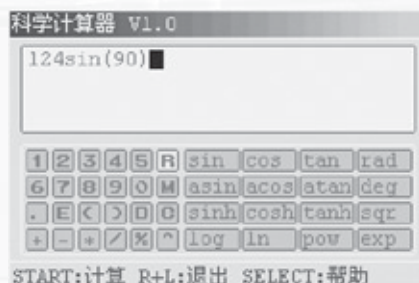 科学计算器 V1.0
124sin(90)
1 2 3 4 5 R sin cos tan rad
6 7 8 9 0 M asin acos atan deg
. E ( ) D C sinh cosh tanh sqr
+ - * / % ^ log ln pow exp
START:计算 R+L:退出 SELECT:帮助